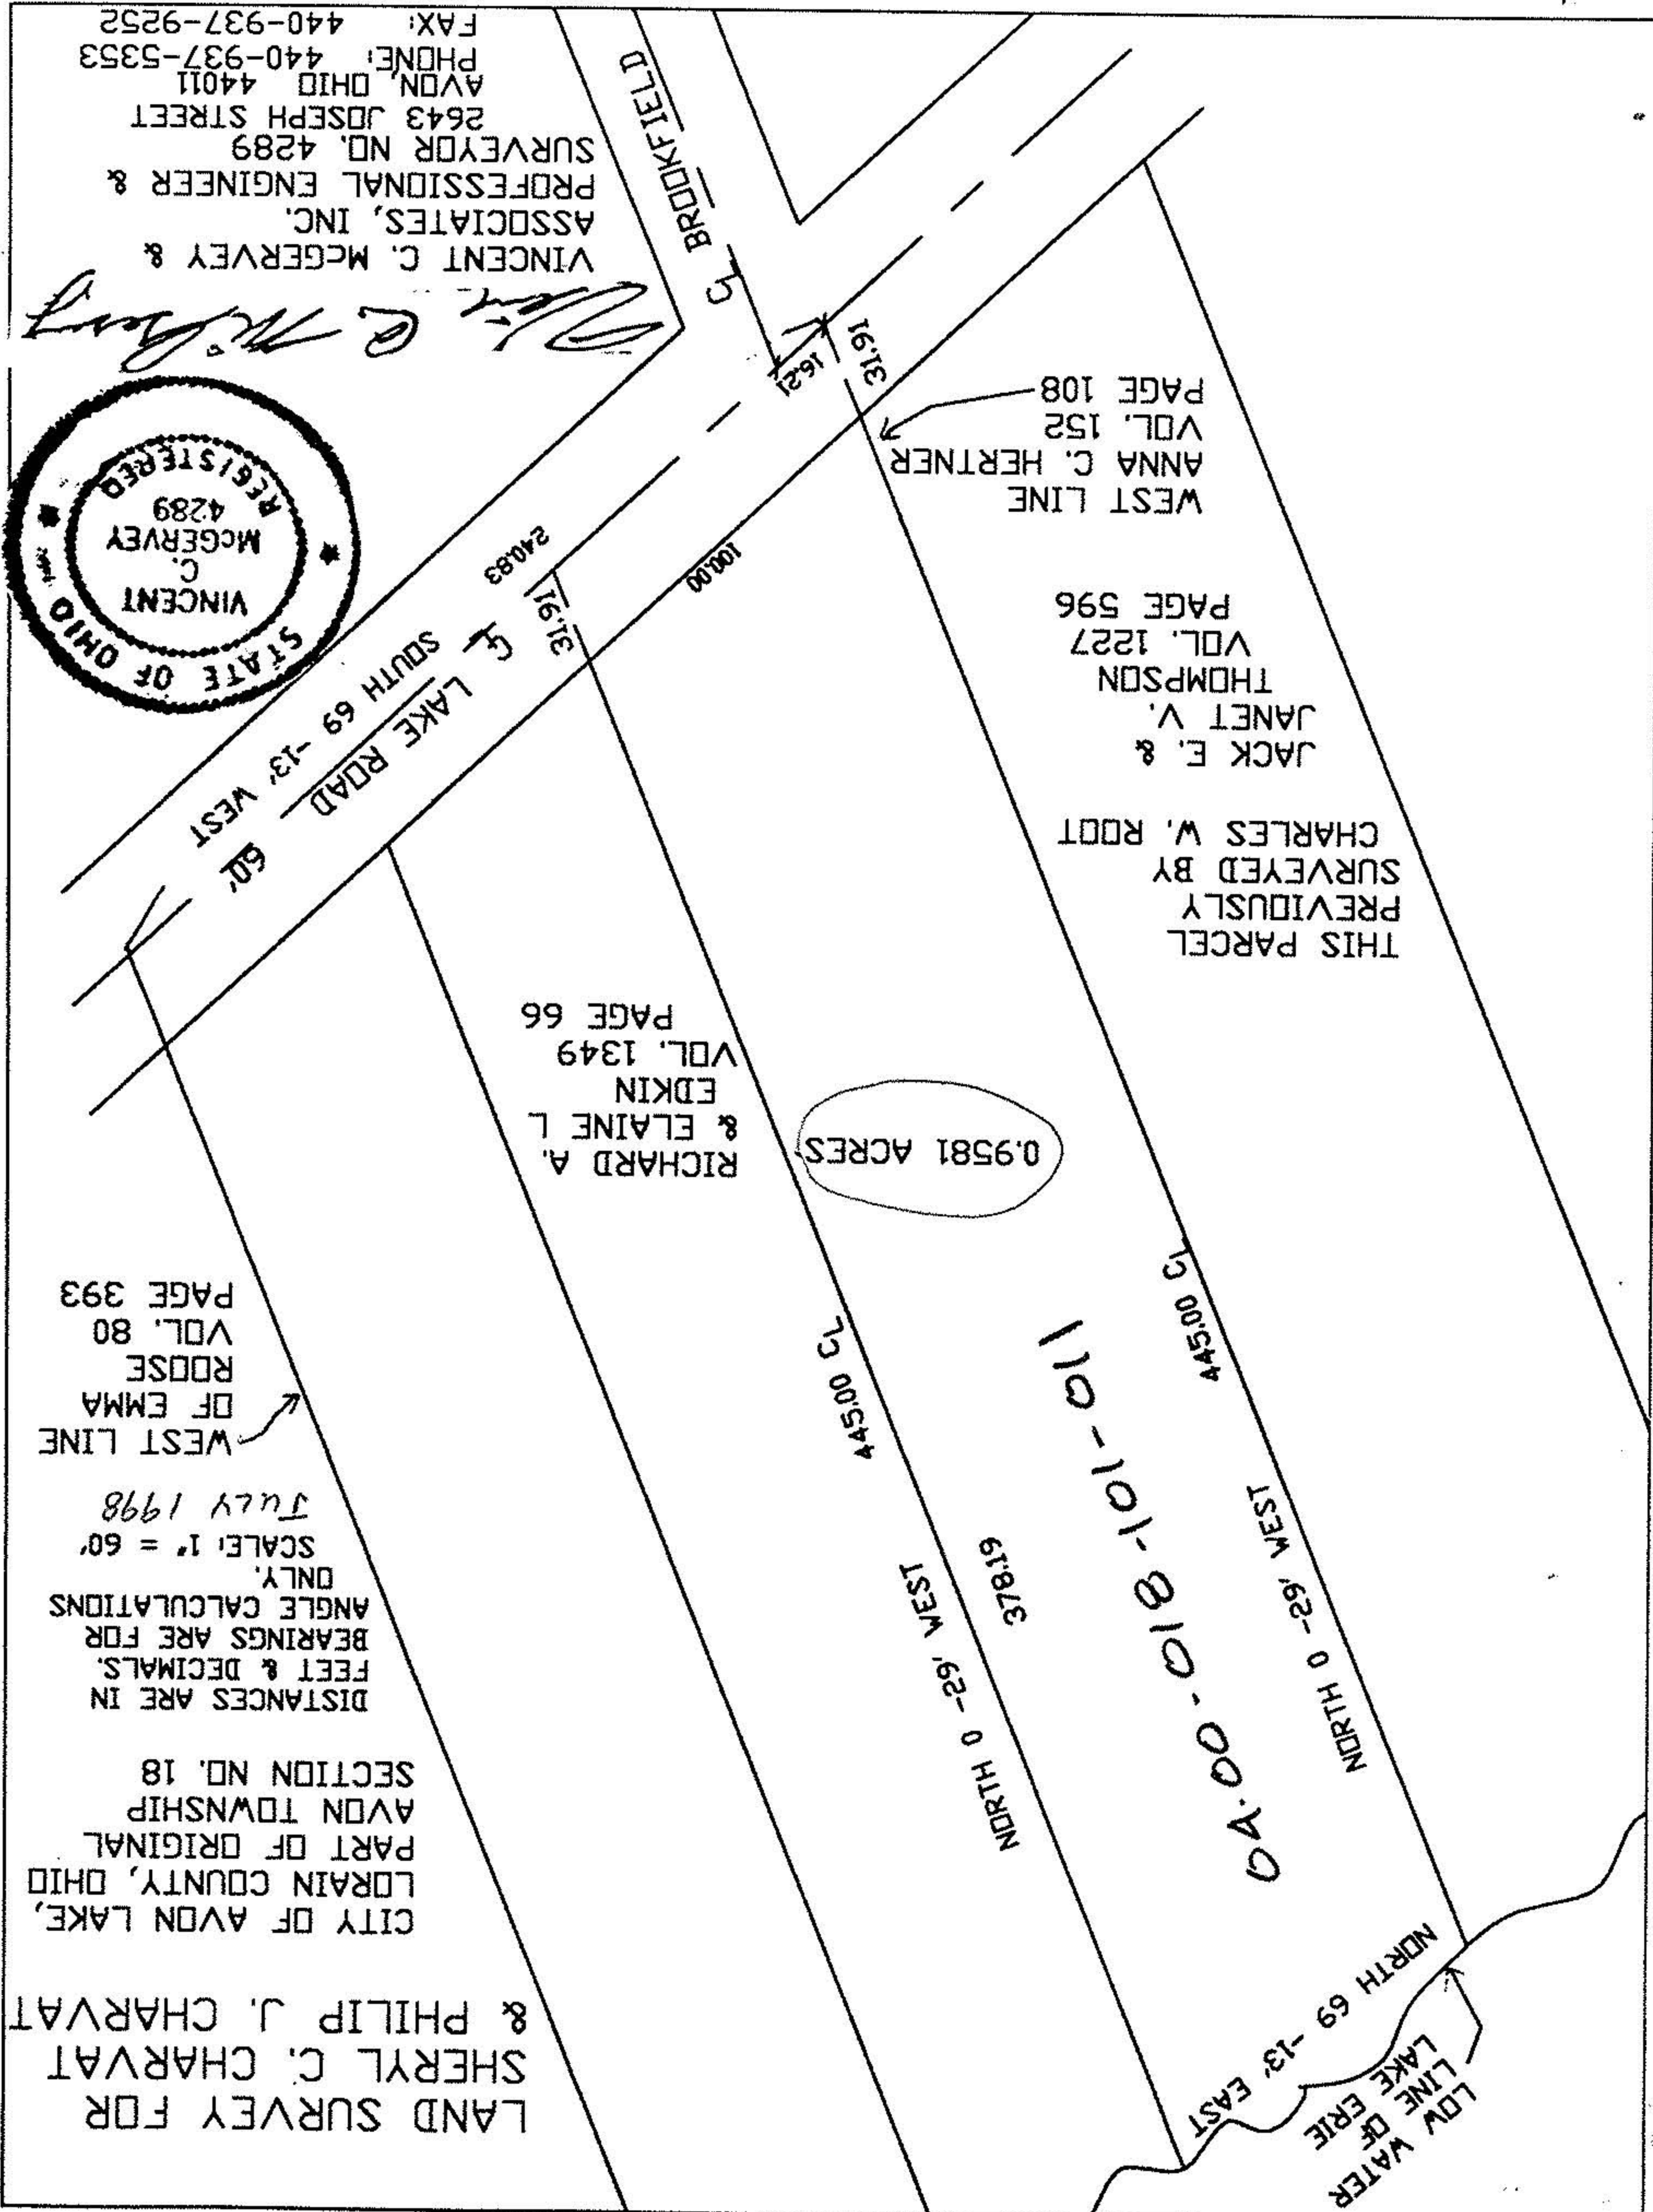 LAND SURVEY FOR
SHERYL C. CHARVAT
& PHILIP J. CHARVAT
CITY OF AVON LAKE,
LORAIN COUNTY, OHIO
PART OF ORIGINAL
AVON TOWNSHIP
SECTION NO. 18
DISTANCES ARE IN
FEET & DECIMALS.
BEARINGS ARE FOR
ANGLE CALCULATIONS
ONLY.
SCALE: 1" = 60'
JULY 1998
WEST LINE
OF EMMA
ROOSE
VOL. 80
PAGE 393
LOW WATER
LINE OF
LAKE ERIE
NORTH 69 -13' EAST
04-00-018-101-011
NORTH 0 -29' WEST
445.00 CL
NORTH 0 -29' WEST
378.19
445.00 CL
0.9581 ACRES
RICHARD A.
& ELAINE L
EDKIN
VOL. 1349
PAGE 66
THIS PARCEL
PREVIOUSLY
SURVEYED BY
CHARLES W. ROOT
JACK E. &
JANET V.
THOMPSON
VOL. 1227
PAGE 596
WEST LINE
ANNA C. HERTNER
VOL. 152
PAGE 108
60'
LAKE ROAD CL
SOUTH 69 -13' WEST
31.91
240.83
100.00
31.91
16.21
CL BROOKFIELD
STATE OF OHIO
VINCENT
C.
McGERVEY
4289
REGISTERED
Vincent C. McGervey
VINCENT C. McGERVEY &
ASSOCIATES, INC.
PROFESSIONAL ENGINEER &
SURVEYOR NO. 4289
2643 JOSEPH STREET
AVON, OHIO 44011
PHONE: 440-937-5353
FAX: 440-937-9252